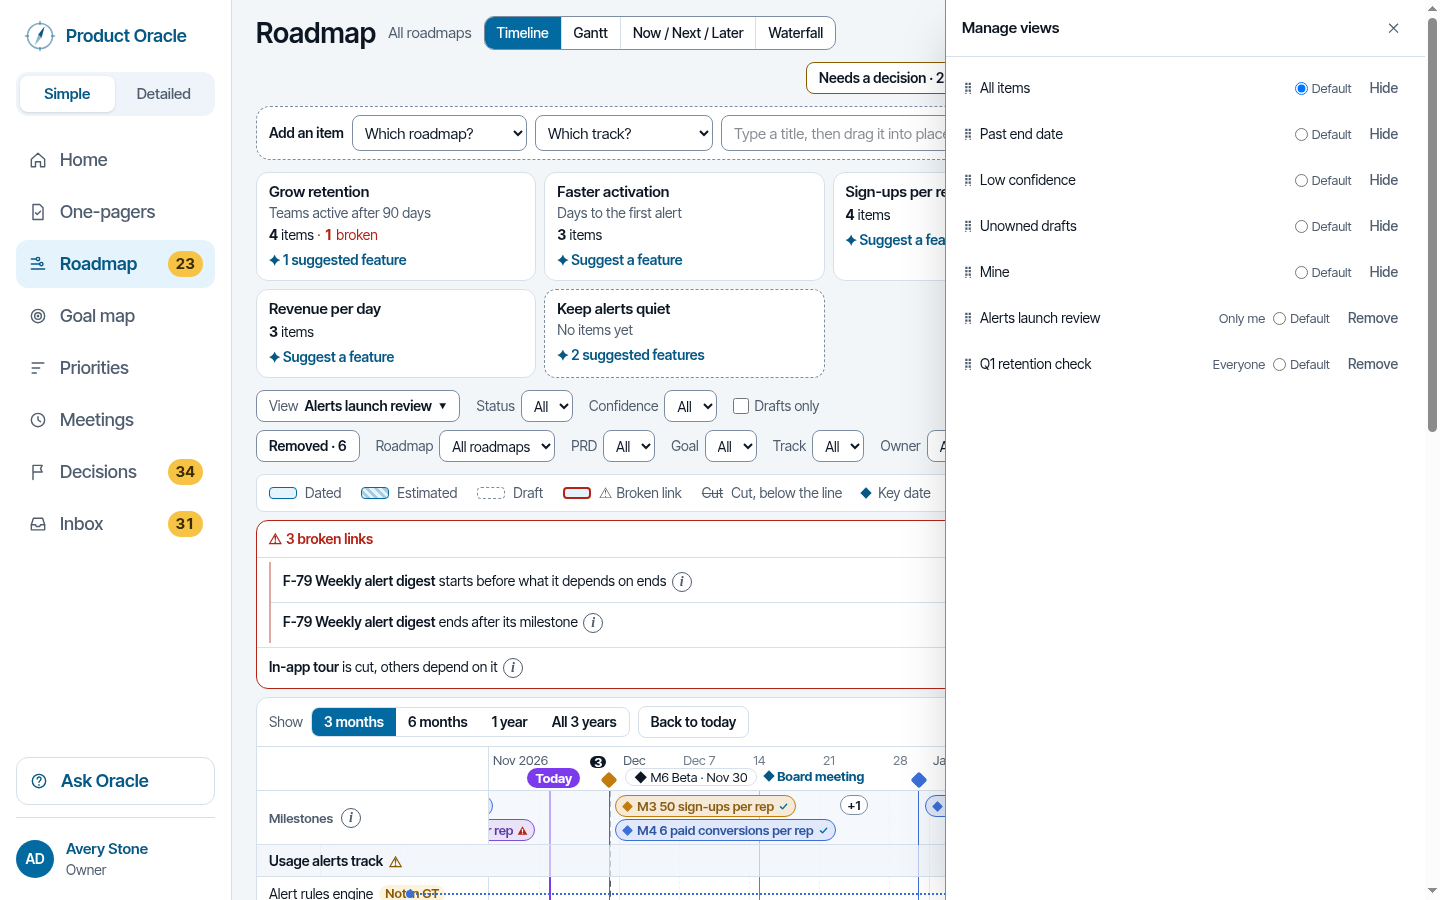 Product Oracle
Simple
Detailed
Home
One-pagers
Roadmap 23
Goal map
Priorities
Meetings
Decisions 34
Inbox 31
Ask Oracle
AD
Avery Stone
Owner
Roadmap All roadmaps Timeline Gantt Now / Next / Later Waterfall
Needs a decision · 2
Add an item Which roadmap? Which track? Type a title, then drag it into place
Grow retention
Teams active after 90 days
4 items · 1 broken
✦ 1 suggested feature
Faster activation
Days to the first alert
3 items
✦ Suggest a feature
Sign-ups per re
4 items
✦ Suggest a fea
Revenue per day
3 items
✦ Suggest a feature
Keep alerts quiet
No items yet
✦ 2 suggested features
View Alerts launch review ▾ Status All Confidence All Drafts only
Removed · 6 Roadmap All roadmaps PRD All Goal All Track All Owner
Dated Estimated Draft ⚠ Broken link Cut Cut, below the line ◆ Key date
⚠ 3 broken links
F-79 Weekly alert digest starts before what it depends on ends i
F-79 Weekly alert digest ends after its milestone i
In-app tour is cut, others depend on it i
Show 3 months 6 months 1 year All 3 years Back to today
Nov 2026 3 Dec Dec 7 14 21 28 Ja
Today ◆ M6 Beta · Nov 30 ◆ Board meeting
Milestones i
◆ M3 50 sign-ups per rep ✓ +1
r rep ⚠ ◆ M4 6 paid conversions per rep ✓
Usage alerts track ⚠
Alert rules engine Not in GT
Manage views ×
All items Default Hide
Past end date Default Hide
Low confidence Default Hide
Unowned drafts Default Hide
Mine Default Hide
Alerts launch review Only me Default Remove
Q1 retention check Everyone Default Remove